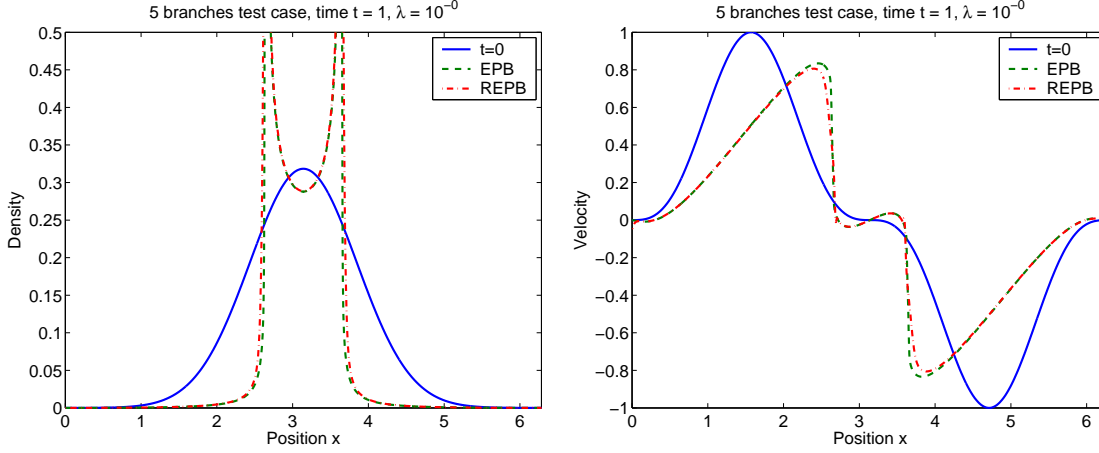 5 branches test case, time t = 1, λ = 10⁻⁰
0.5
0.45
0.4
0.35
0.3
0.25
0.2
0.15
0.1
0.05
0
Density
t=0
EPB
REPB
0 1 2 3 4 5 6
Position x
5 branches test case, time t = 1, λ = 10⁻⁰
1
0.8
0.6
0.4
0.2
0
−0.2
−0.4
−0.6
−0.8
−1
Velocity
t=0
EPB
REPB
0 1 2 3 4 5 6
Position x